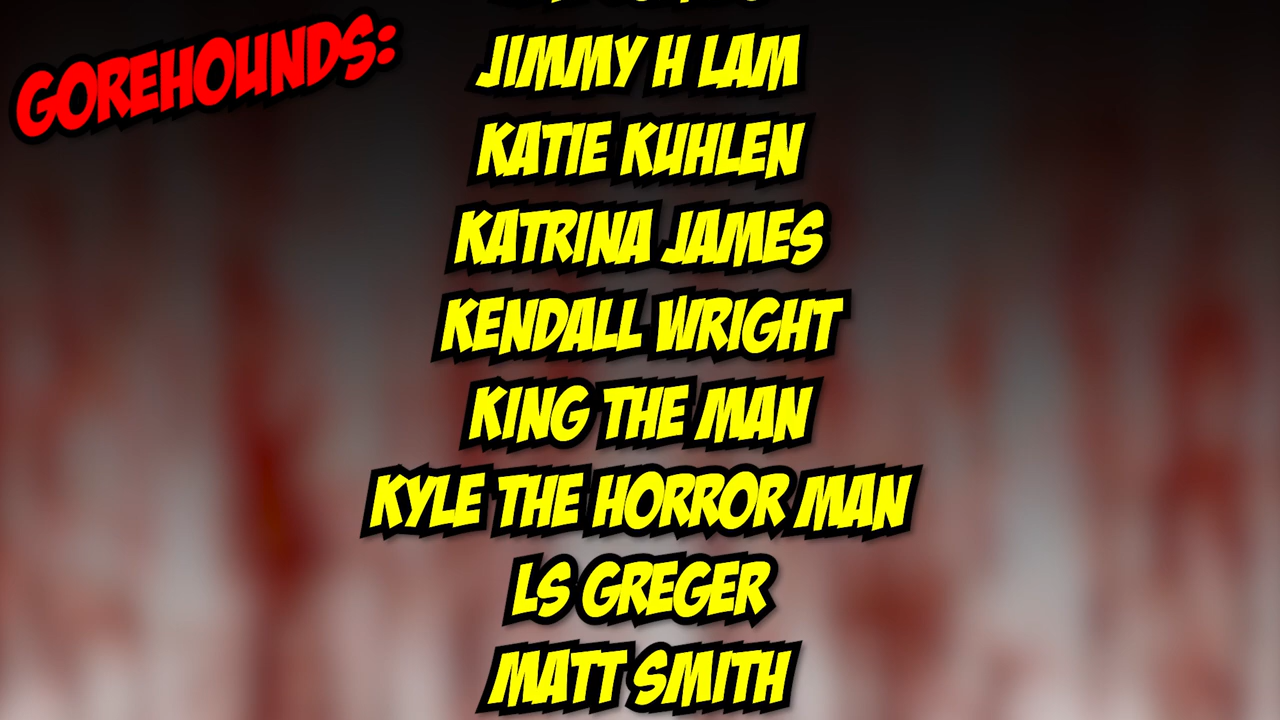 GOREHOUNDS:
JIMMY H LAM
KATIE KUHLEN
KATRINA JAMES
KENDALL WRIGHT
KING THE MAN
KYLE THE HORROR MAN
LS GREGER
MATT SMITH